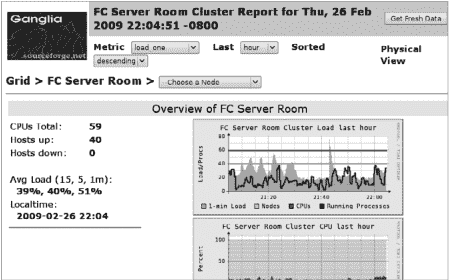 Ganglia
sourceforge.net
FC Server Room Cluster Report for Thu, 26 Feb
2009 22:04:51 -0800
Get Fresh Data
Metric load_one Last hour Sorted
descending
Physical
View
Grid > FC Server Room > Choose a Node
Overview of FC Server Room
CPUs Total: 59
Hosts up: 40
Hosts down: 0
Avg Load (15, 5, 1m):
39%, 40%, 51%
Localtime:
2009-02-26 22:04
FC Server Room Cluster Load last hour
Load/Procs
80
60
40
20
0
21:20 21:40 22:00
1-min Load Nodes CPUs Running Processes
FC Server Room Cluster CPU last hour
Percent
100